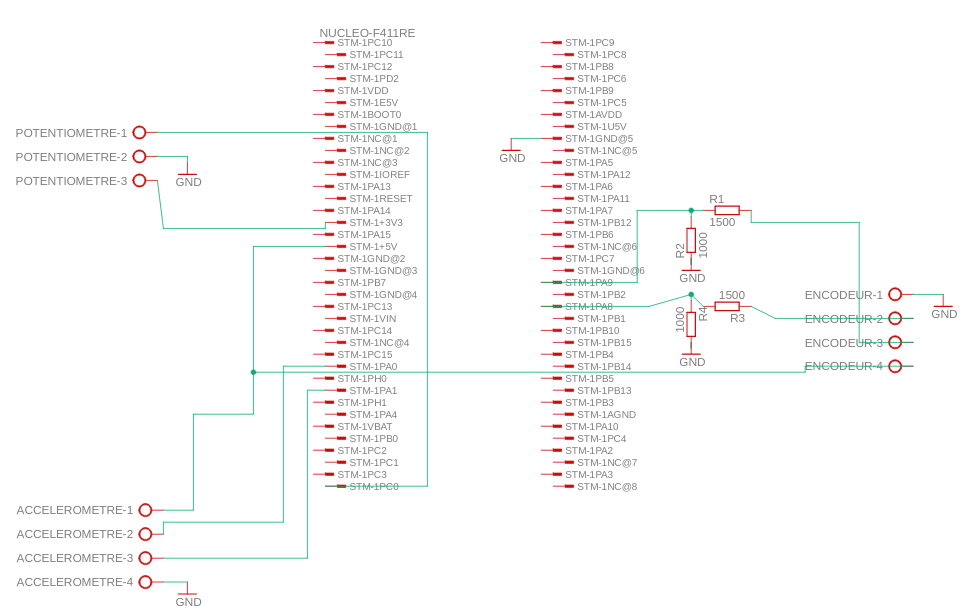 NUCLEO-F411RE
STM-1PC10
STM-1PC11
STM-1PC12
STM-1PD2
STM-1VDD
STM-1E5V
STM-1BOOT0
STM-1GND@1
STM-1NC@1
STM-1NC@2
STM-1NC@3
STM-1IOREF
STM-1PA13
STM-1RESET
STM-1PA14
STM-1+3V3
STM-1PA15
STM-1+5V
STM-1GND@2
STM-1GND@3
STM-1PB7
STM-1GND@4
STM-1PC13
STM-1VIN
STM-1PC14
STM-1NC@4
STM-1PC15
STM-1PA0
STM-1PH0
STM-1PA1
STM-1PH1
STM-1PA4
STM-1VBAT
STM-1PB0
STM-1PC2
STM-1PC1
STM-1PC3
STM-1PC0
STM-1PC9
STM-1PC8
STM-1PB8
STM-1PC6
STM-1PB9
STM-1PC5
STM-1AVDD
STM-1U5V
STM-1GND@5
STM-1NC@5
STM-1PA5
STM-1PA12
STM-1PA6
STM-1PA11
STM-1PA7
STM-1PB12
STM-1PB6
STM-1NC@6
STM-1PC7
STM-1GND@6
STM-1PA9
STM-1PB2
STM-1PA8
STM-1PB1
STM-1PB10
STM-1PB15
STM-1PB4
STM-1PB14
STM-1PB5
STM-1PB13
STM-1PB3
STM-1AGND
STM-1PA10
STM-1PC4
STM-1PA2
STM-1NC@7
STM-1PA3
STM-1NC@8
POTENTIOMETRE-1
POTENTIOMETRE-2
POTENTIOMETRE-3
GND
GND
R1
1500
R2
1000
GND
1500
R3
R4
1000
GND
ENCODEUR-1
ENCODEUR-2
ENCODEUR-3
ENCODEUR-4
GND
ACCELEROMETRE-1
ACCELEROMETRE-2
ACCELEROMETRE-3
ACCELEROMETRE-4
GND